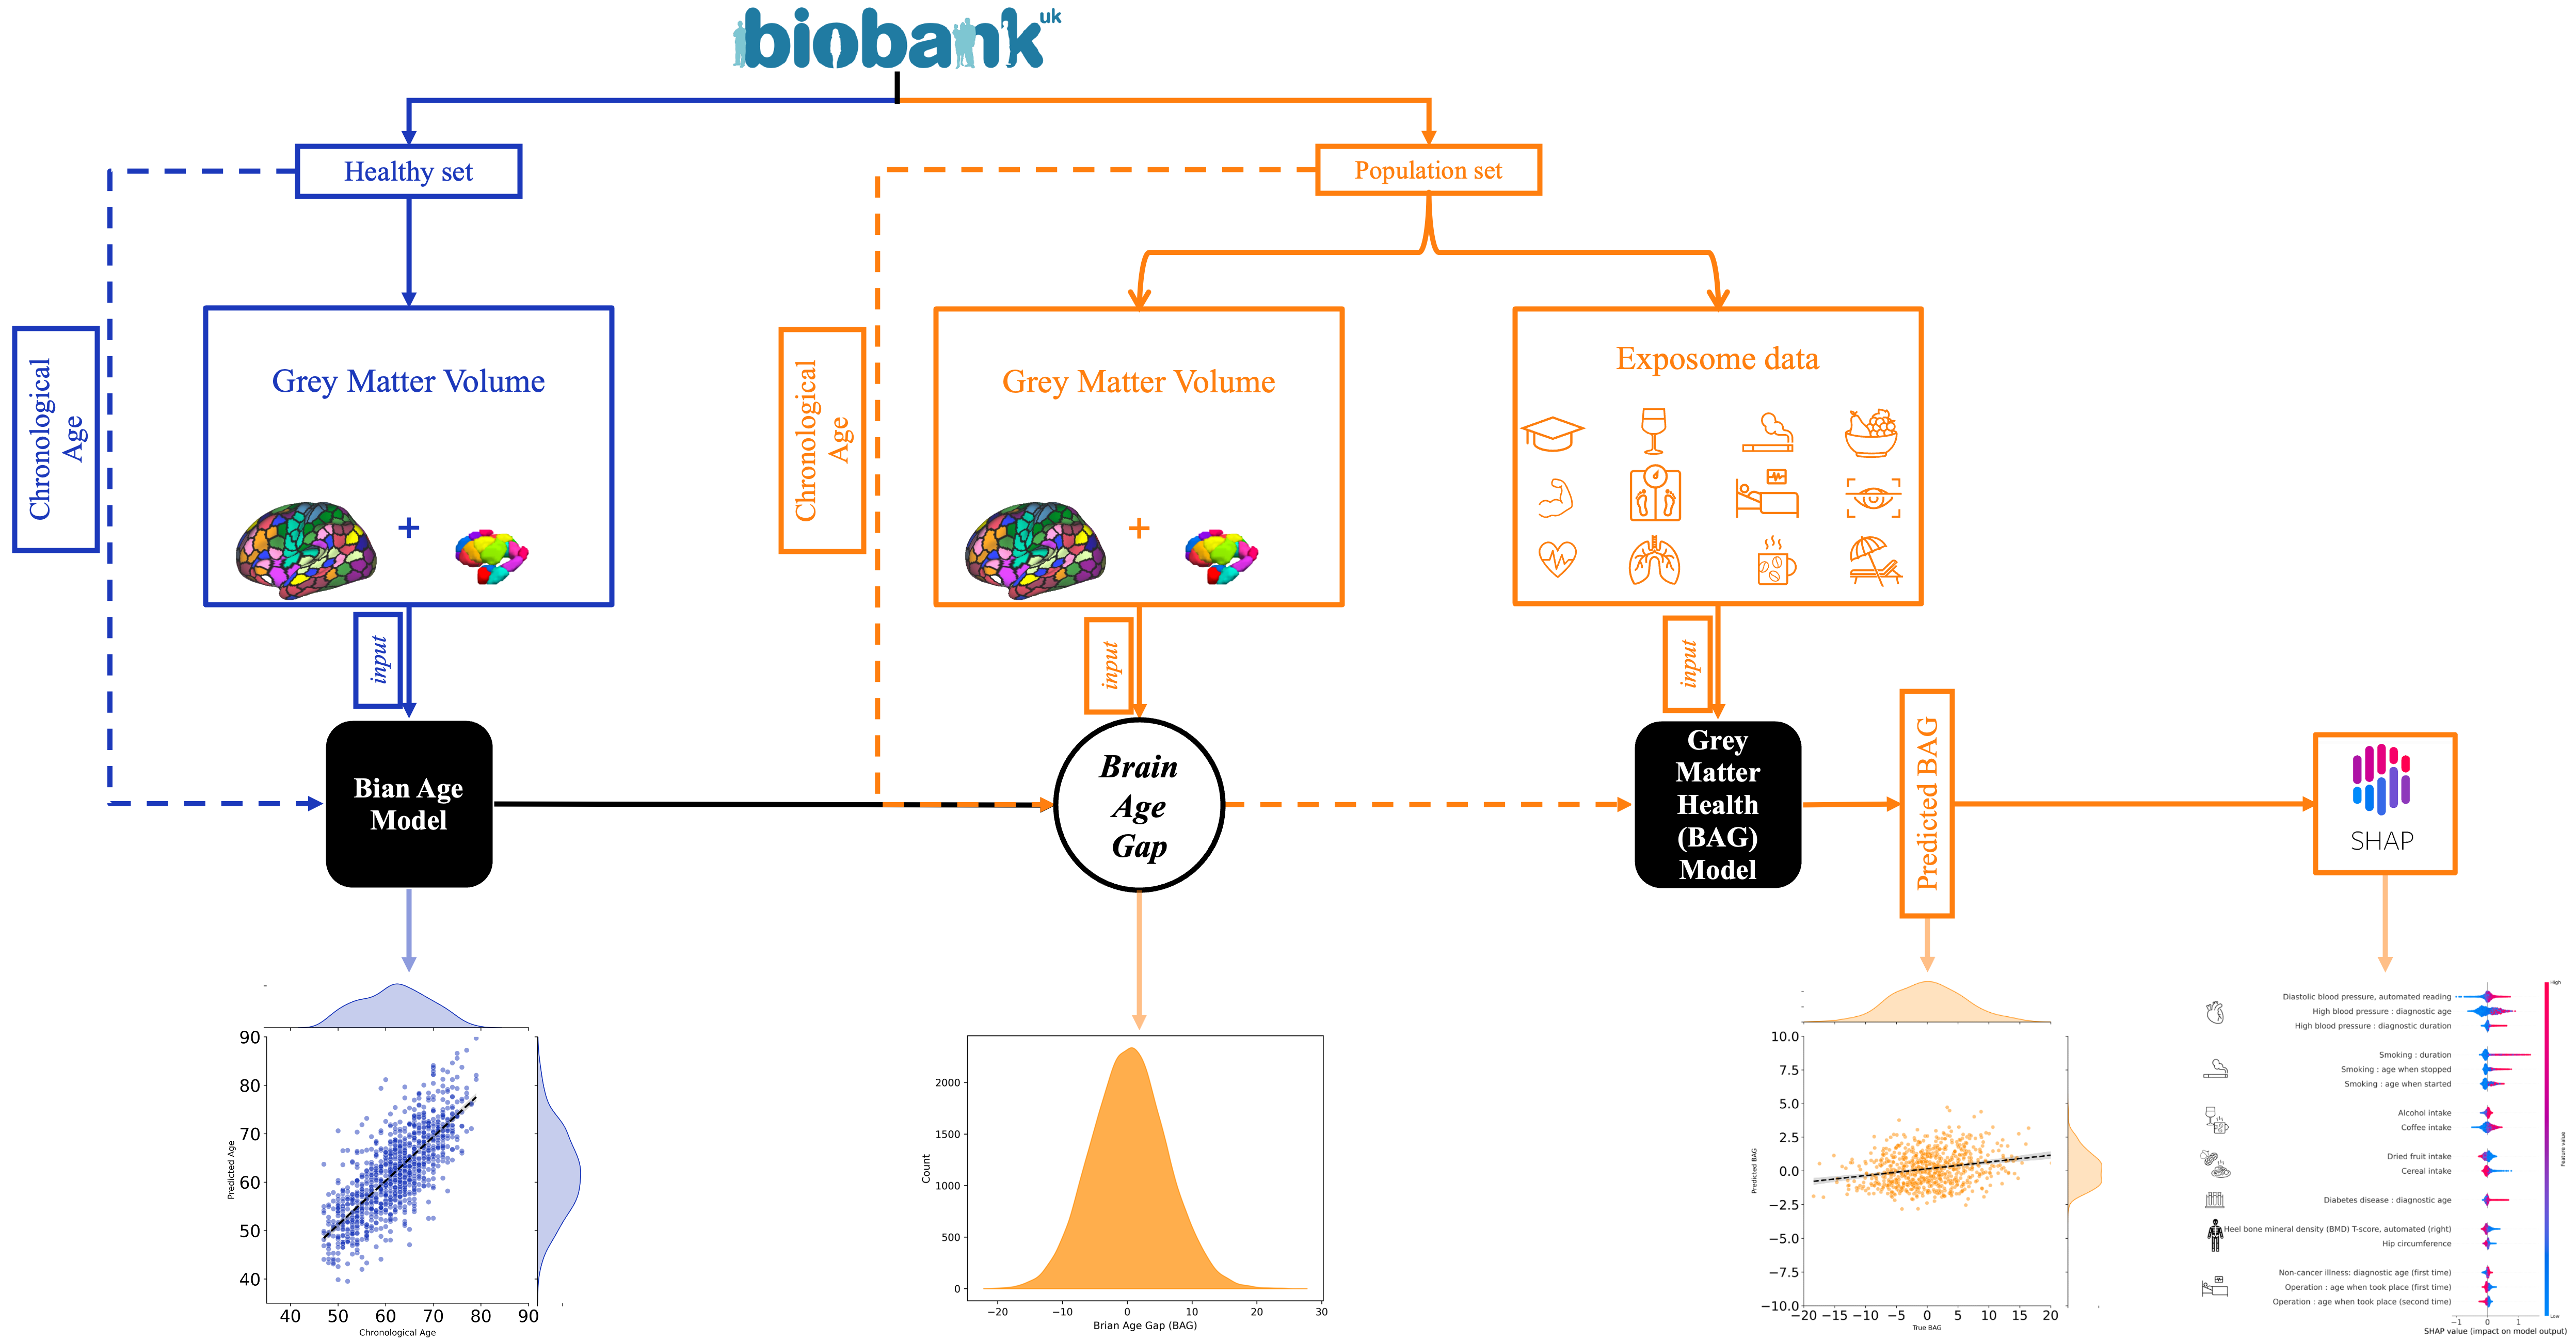 biobank uk
Healthy set
Population set
Chronological
Age
Grey Matter Volume
+
Chronological
Age
Grey Matter Volume
+
Exposome data
input
input
input
Bian Age
Model
Brain
Age
Gap
Grey
Matter
Health
(BAG)
Model
Predicted BAG
SHAP
90
80
70
60
50
40
Predicted Age
40 50 60 70 80 90
Chronological Age
2000
1500
1000
500
0
Count
−20 −10 0 10 20 30
Brian Age Gap (BAG)
10.0
7.5
5.0
2.5
0.0
−2.5
−5.0
−7.5
−10.0
Predicted BAG
−20 −15 −10 −5 0 5 10 15 20
True BAG
High
Diastolic blood pressure, automated reading
High blood pressure : diagnostic age
High blood pressure : diagnostic duration
Smoking : duration
Smoking : age when stopped
Smoking : age when started
Alcohol intake
Coffee intake
Dried fruit intake
Cereal intake
Diabetes disease : diagnostic age
Heel bone mineral density (BMD) T-score, automated (right)
Hip circumference
Non-cancer illness: diagnostic age (first time)
Operation : age when took place (first time)
Operation : age when took place (second time)
Feature value
Low
−1 0 1
SHAP value (impact on model output)